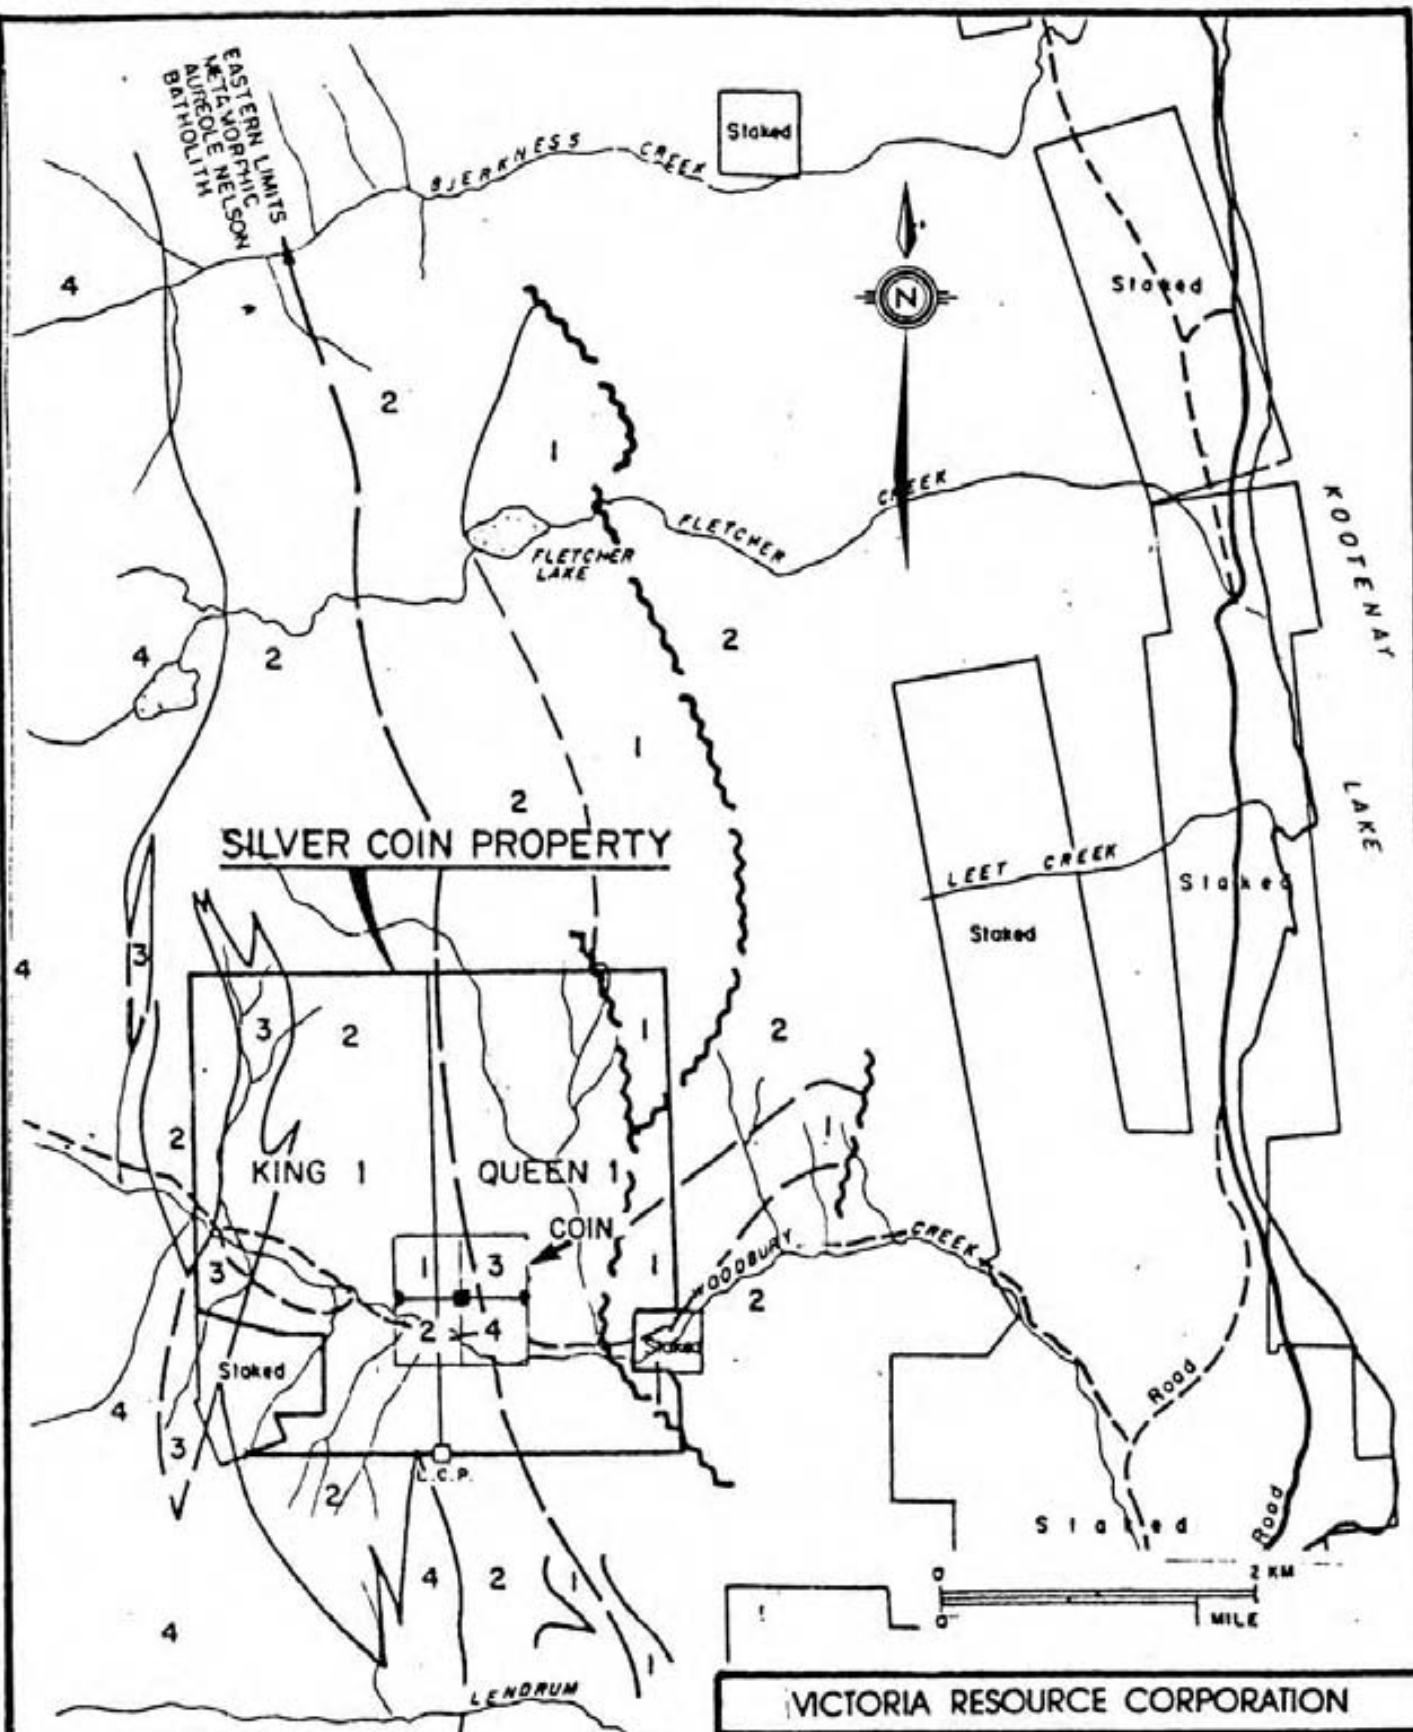 EASTERN LIMITS
METAMORPHIC
AUREOLE NELSON
BATHOLITH
BJERKNESS CREEK
Staked
4
2
N
Staked
1
FLETCHER CREEK
FLETCHER
LAKE
KOOTENAY LAKE
4
2
2
1
2
SILVER COIN PROPERTY
LEET CREEK
Staked
Staked
3
4
3
2
1
2
2
1
KING 1
QUEEN 1
COIN
WOODBURY CREEK
3
1
3
1
2
2
4
Staked
Staked
4
3
Road
L.C.P.
2
Staked
Road
4
2
1
0
2 KM
0
MILE
4
1
LENDRUM
VICTORIA RESOURCE CORPORATION